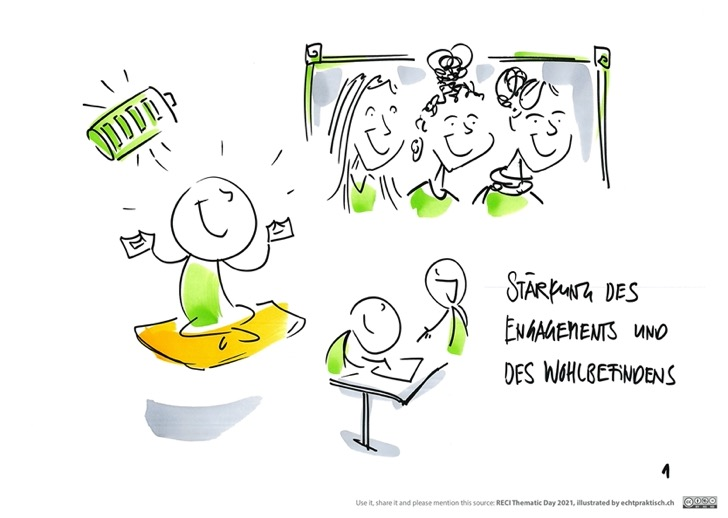 STÄRKUNG DES
ENGAGEMENTS UND
DES WOHLBEFINDENS
1
Use it, share it and please mention this source: RECI Thematic Day 2021, illustrated by echtpraktisch.ch